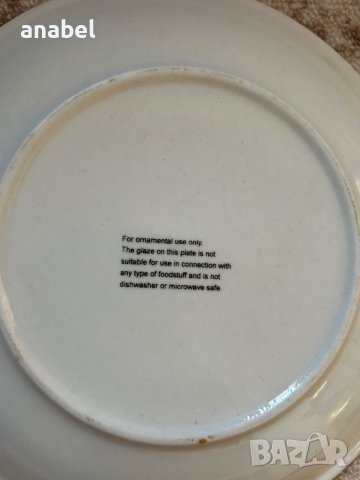 anabel
For ornamental use only.
The glaze on this plate is not
suitable for use in connection with
any type of foodstuff and is not
dishwasher or microwave safe.
BAZAR